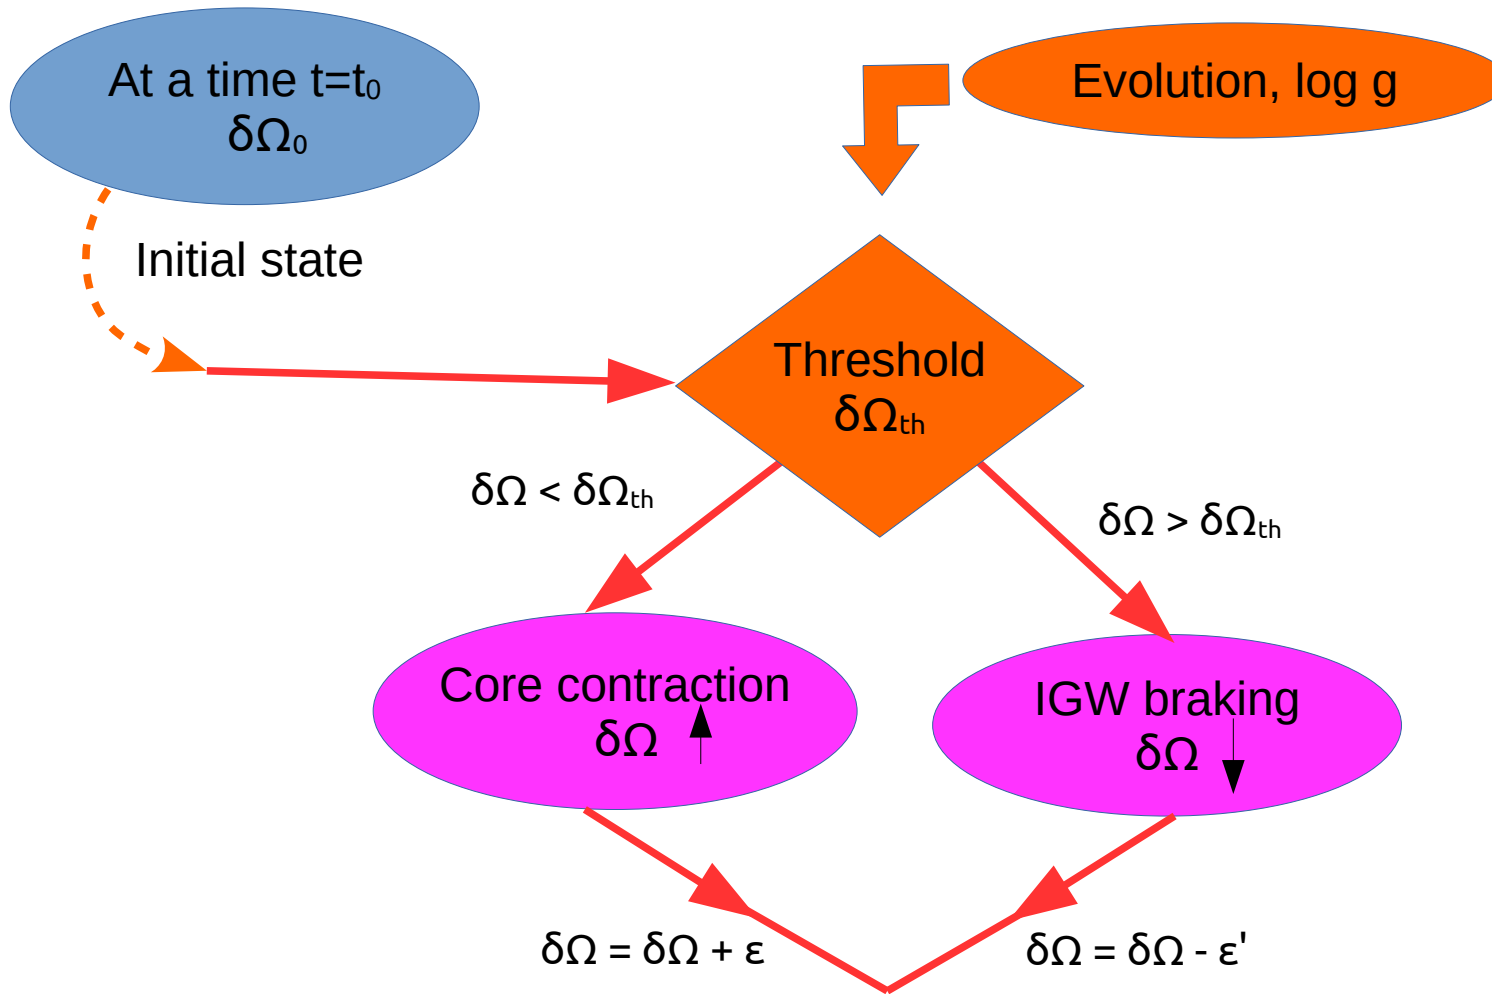 At a time t=t₀
δΩ₀
Evolution, log g
Initial state
Threshold
δΩₜₕ
δΩ < δΩₜₕ
δΩ > δΩₜₕ
Core contraction
δΩ
IGW braking
δΩ
δΩ = δΩ + ε
δΩ = δΩ - ε'